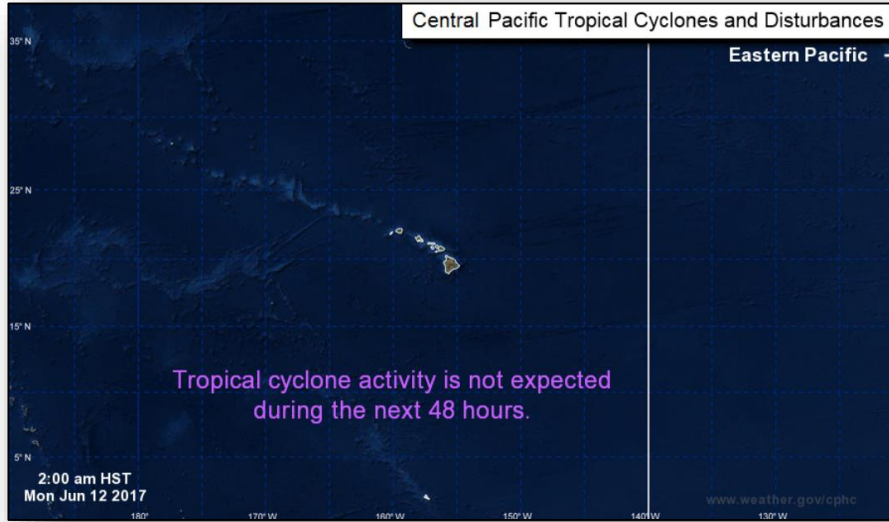 Central Pacific Tropical Cyclones and Disturbances
35° N
Eastern Pacific
25° N
15° N
Tropical cyclone activity is not expected
during the next 48 hours.
5° N
2:00 am HST
Mon Jun 12 2017
www.weather.gov/cphc
180° 170° W 160° W 150° W 140° W 130° W